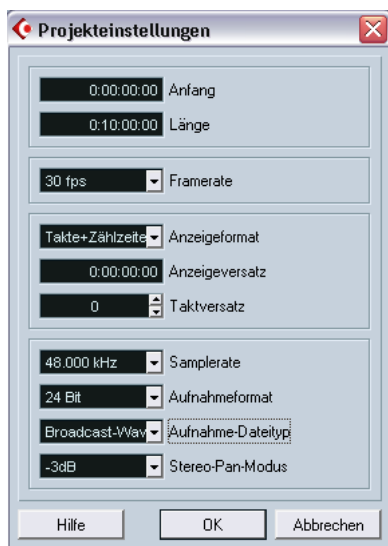 Projekteinstellungen
0:00:00:00 Anfang
0:10:00:00 Länge
30 fps Framerate
Takte+Zählzeite Anzeigeformat
0:00:00:00 Anzeigeversatz
0 Taktversatz
48.000 kHz Samplerate
24 Bit Aufnahmeformat
Broadcast-Wav Aufnahme-Dateityp
-3dB Stereo-Pan-Modus
Hilfe OK Abbrechen